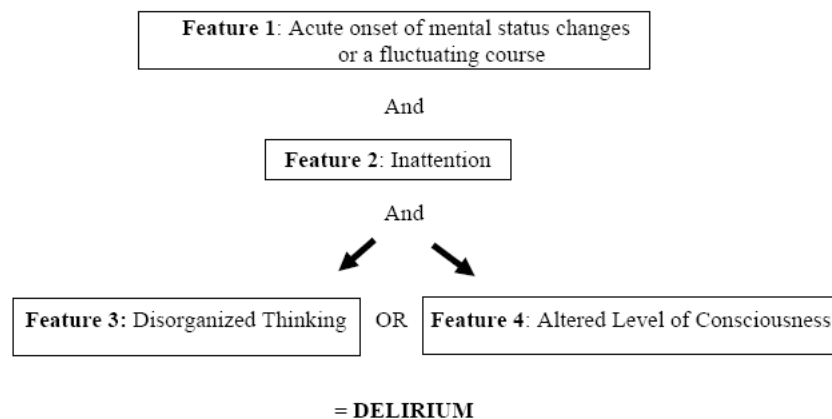 Feature 1: Acute onset of mental status changes
or a fluctuating course
And
Feature 2: Inattention
And
Feature 3: Disorganized Thinking OR Feature 4: Altered Level of Consciousness
= DELIRIUM